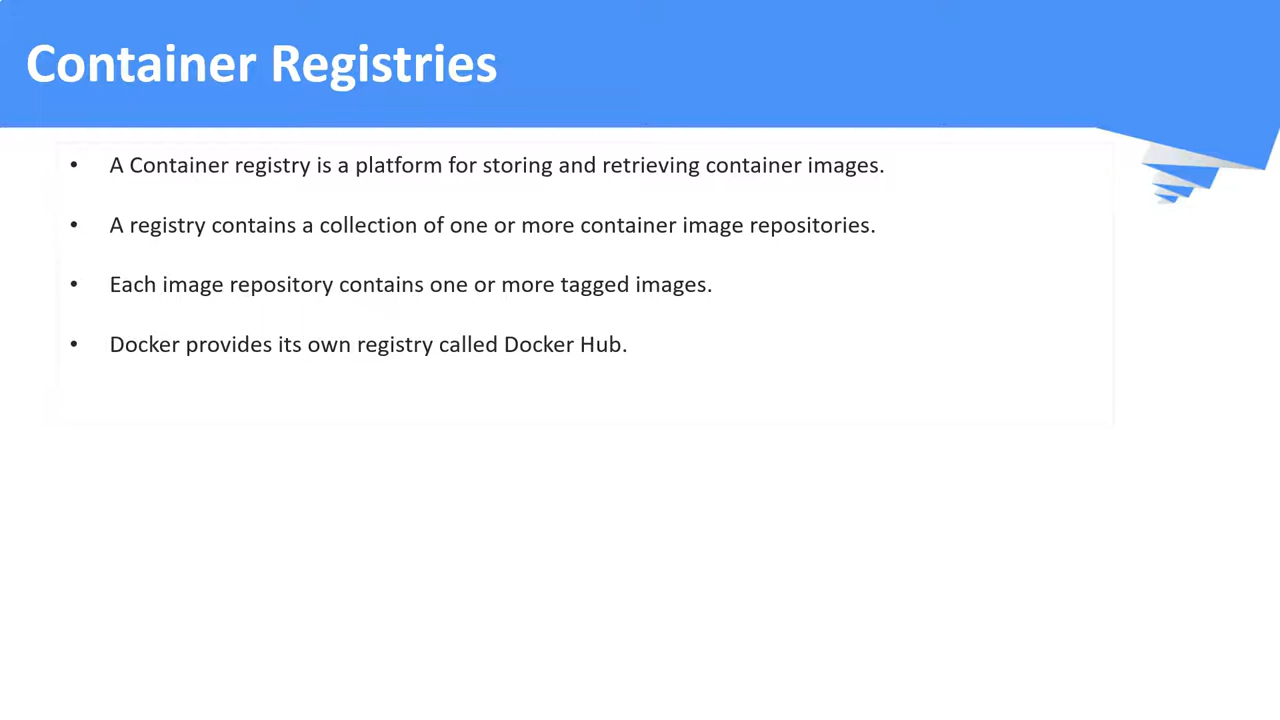 Container Registries
• A Container registry is a platform for storing and retrieving container images.
• A registry contains a collection of one or more container image repositories.
• Each image repository contains one or more tagged images.
• Docker provides its own registry called Docker Hub.